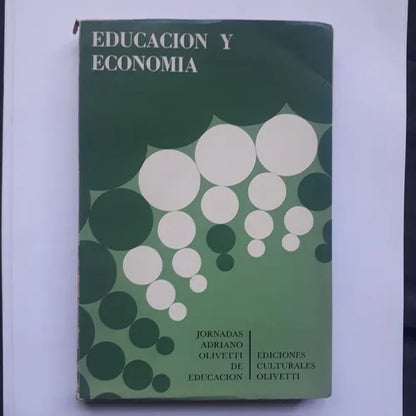 EDUCACION Y
ECONOMIA
JORNADAS
ADRIANO
OLIVETTI
DE
EDUCACION
EDICIONES
CULTURALES
OLIVETTI